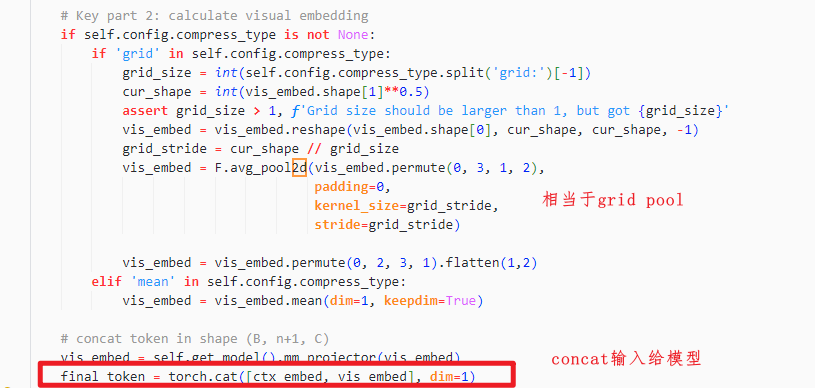 # Key part 2: calculate visual embedding
if self.config.compress_type is not None:
if 'grid' in self.config.compress_type:
grid_size = int(self.config.compress_type.split('grid:')[-1])
cur_shape = int(vis_embed.shape[1]**0.5)
assert grid_size > 1, f'Grid size should be larger than 1, but got {grid_size}'
vis_embed = vis_embed.reshape(vis_embed.shape[0], cur_shape, cur_shape, -1)
grid_stride = cur_shape // grid_size
vis_embed = F.avg_pool2d(vis_embed.permute(0, 3, 1, 2),
padding=0,
相当于grid pool
kernel_size=grid_stride,
stride=grid_stride)
vis_embed = vis_embed.permute(0, 2, 3, 1).flatten(1,2)
elif 'mean' in self.config.compress_type:
vis_embed = vis_embed.mean(dim=1, keepdim=True)
# concat token in shape (B, n+1, C)
vis_embed = self.get_model().mm_projector(vis_embed)
concat输入给模型
final_token = torch.cat([ctx_embed, vis_embed], dim=1)